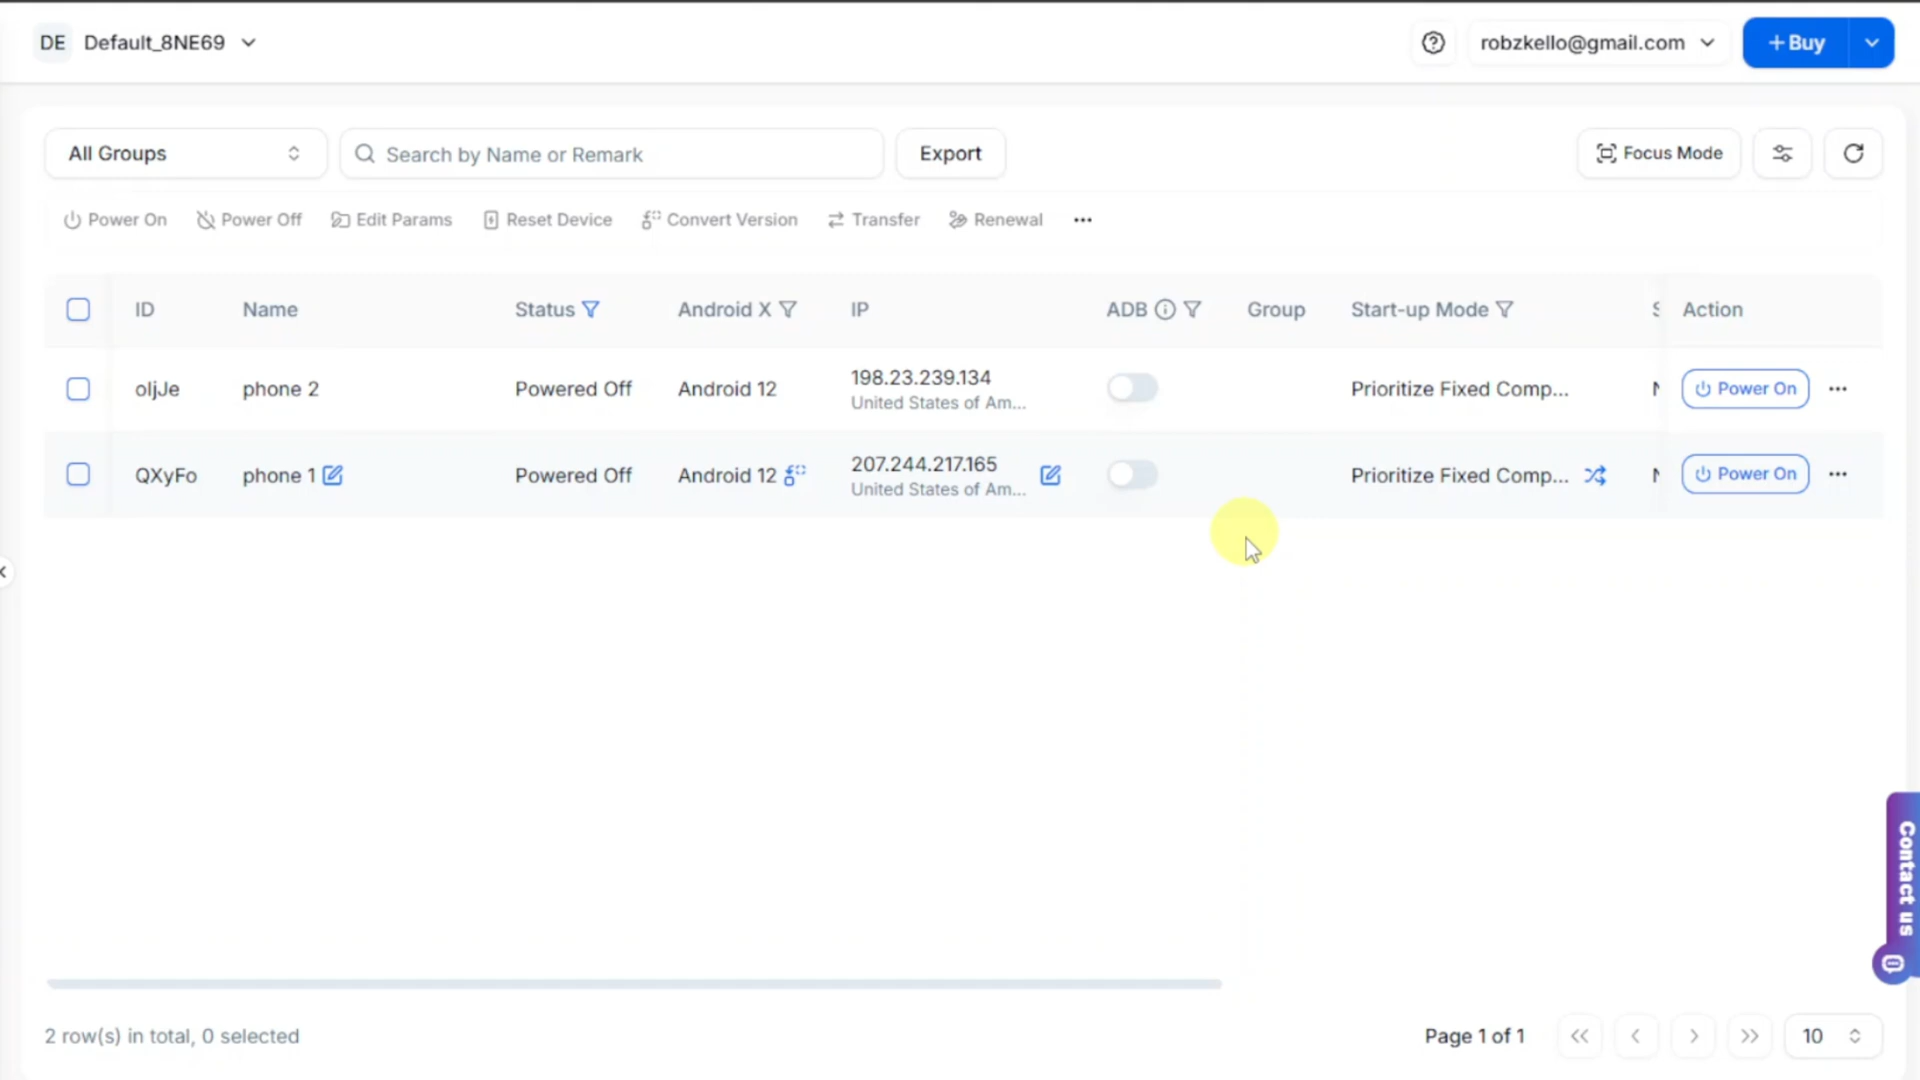 DE Default_8NE69
robzkello@gmail.com
+ Buy
All Groups
Search by Name or Remark
Export
Focus Mode
Power On
Power Off
Edit Params
Reset Device
Convert Version
Transfer
Renewal
...
ID Name Status Android X IP ADB Group Start-up Mode Action
oIjJe phone 2 Powered Off Android 12 198.23.239.134 Prioritize Fixed Comp... Power On ...
United States of Am...
QXyFo phone 1 Powered Off Android 12 207.244.217.165 Prioritize Fixed Comp... Power On ...
United States of Am...
Contact us
2 row(s) in total, 0 selected
Page 1 of 1
10